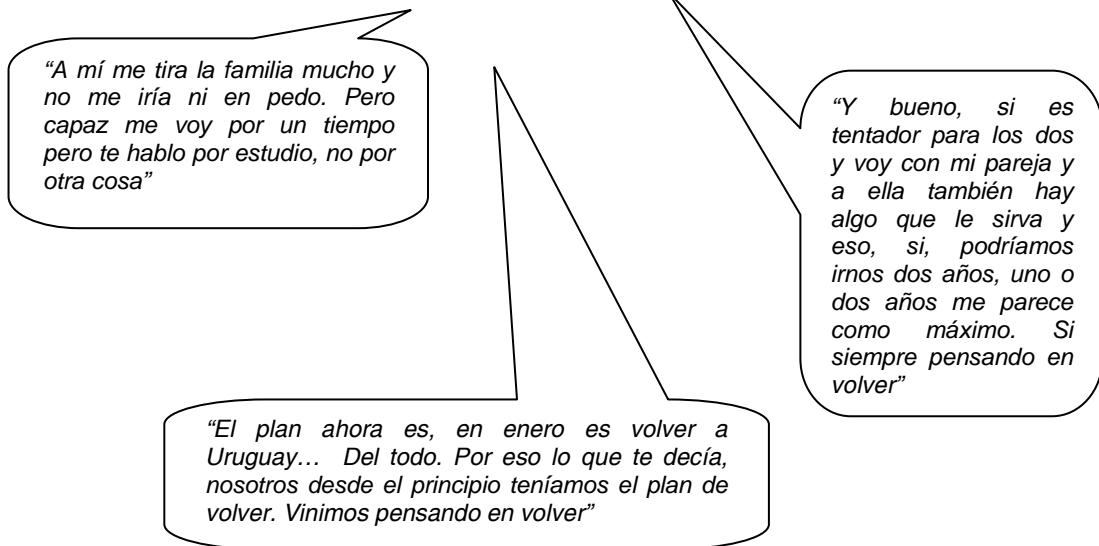 “A mí me tira la familia mucho y
no me iría ni en pedo. Pero
capaz me voy por un tiempo
pero te hablo por estudio, no por
otra cosa”
“Y bueno, si es
tentador para los dos
y voy con mi pareja y
a ella también hay
algo que le sirva y
eso, si, podríamos
irnos dos años, uno o
dos años me parece
como máximo. Si
siempre pensando en
volver”
“El plan ahora es, en enero es volver a
Uruguay… Del todo. Por eso lo que te decía,
nosotros desde el principio teníamos el plan de
volver. Vinimos pensando en volver”